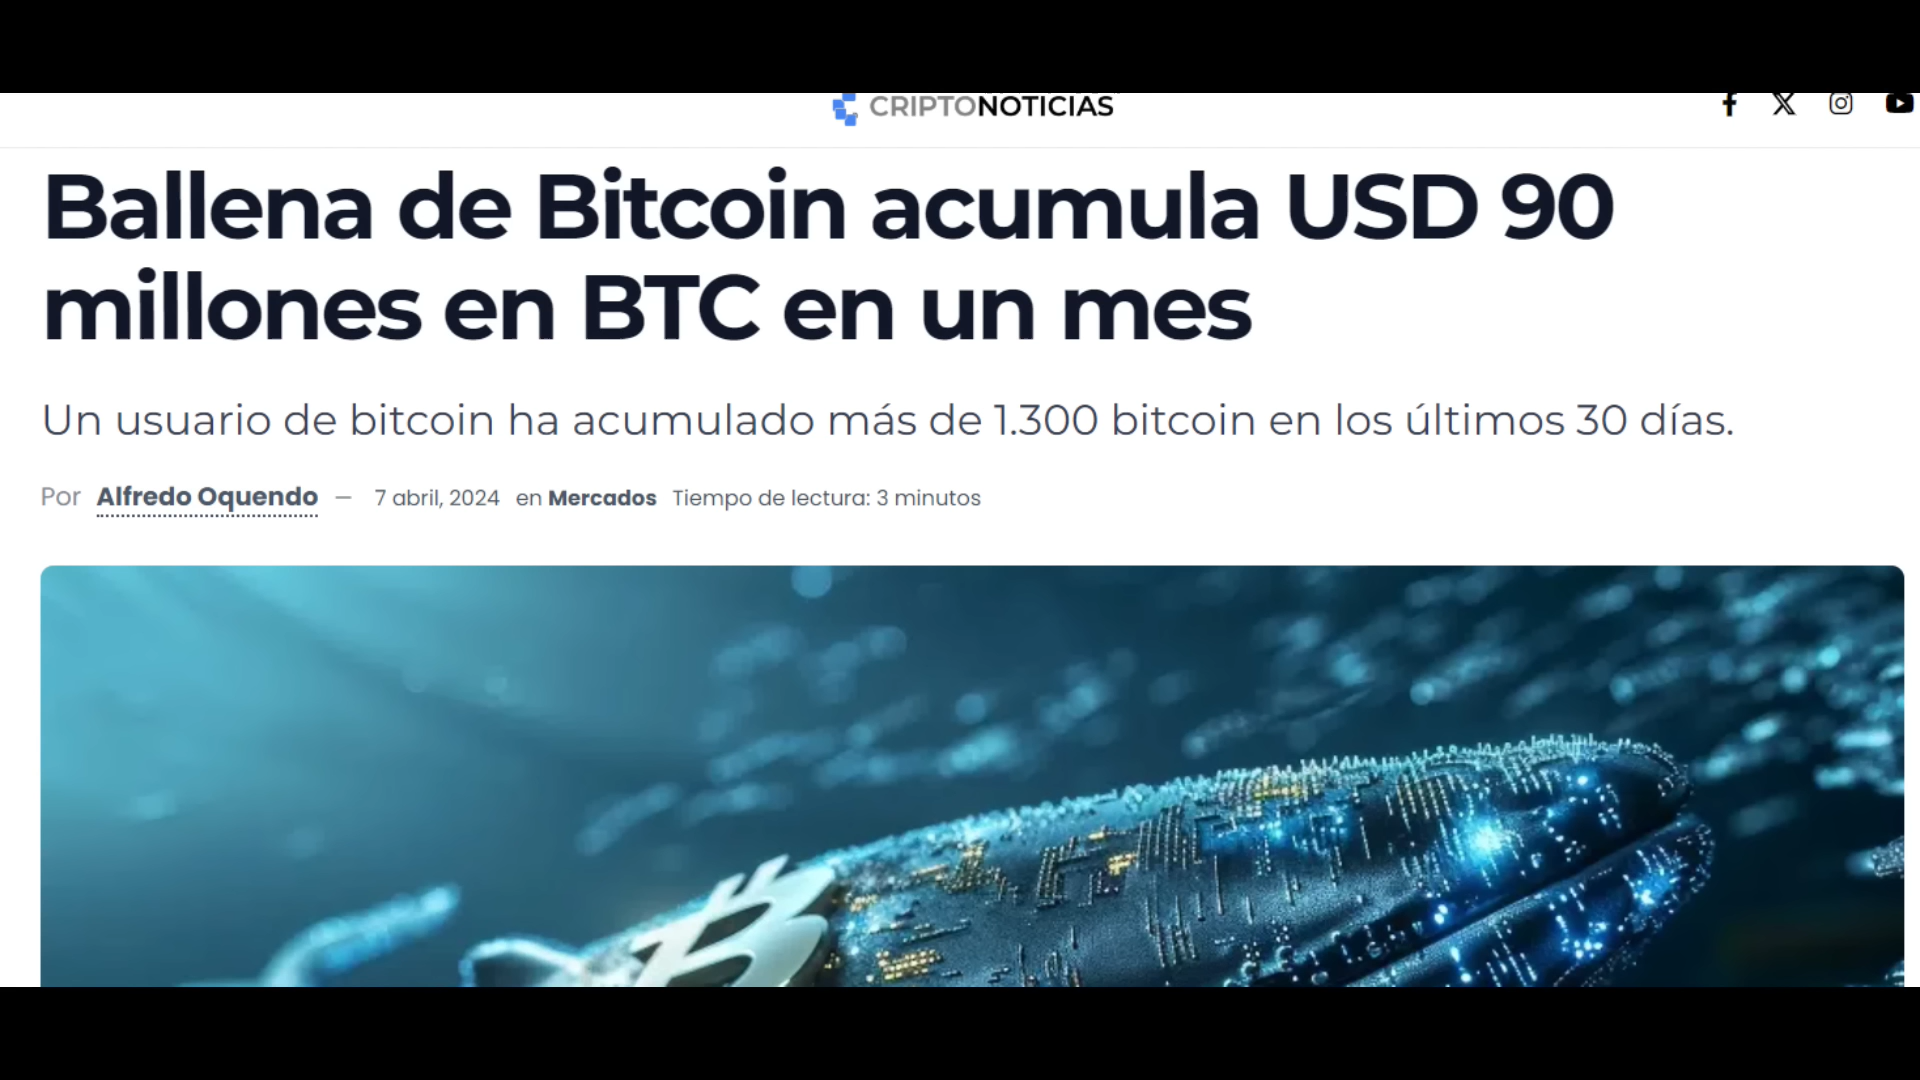 CRIPTONOTICIAS
Ballena de Bitcoin acumula USD 90
millones en BTC en un mes
Un usuario de bitcoin ha acumulado más de 1.300 bitcoin en los últimos 30 días.
Por Alfredo Oquendo — 7 abril, 2024 en Mercados Tiempo de lectura: 3 minutos